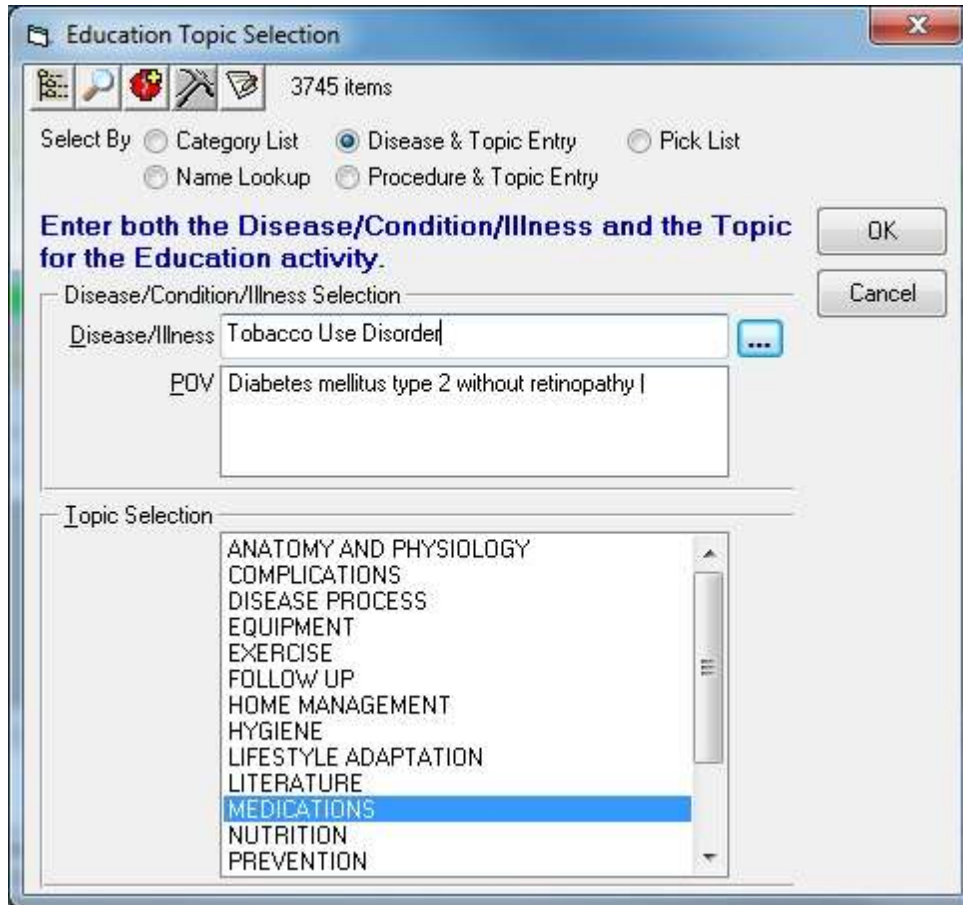 Education Topic Selection
3745 items
Select By Category List Disease & Topic Entry Pick List
Name Lookup Procedure & Topic Entry
Enter both the Disease/Condition/Illness and the Topic
for the Education activity.
OK
Cancel
Disease/Condition/Illness Selection
Disease/Illness Tobacco Use Disorder ...
POV Diabetes mellitus type 2 without retinopathy |
Topic Selection
ANATOMY AND PHYSIOLOGY
COMPLICATIONS
DISEASE PROCESS
EQUIPMENT
EXERCISE
FOLLOW UP
HOME MANAGEMENT
HYGIENE
LIFESTYLE ADAPTATION
LITERATURE
MEDICATIONS
NUTRITION
PREVENTION